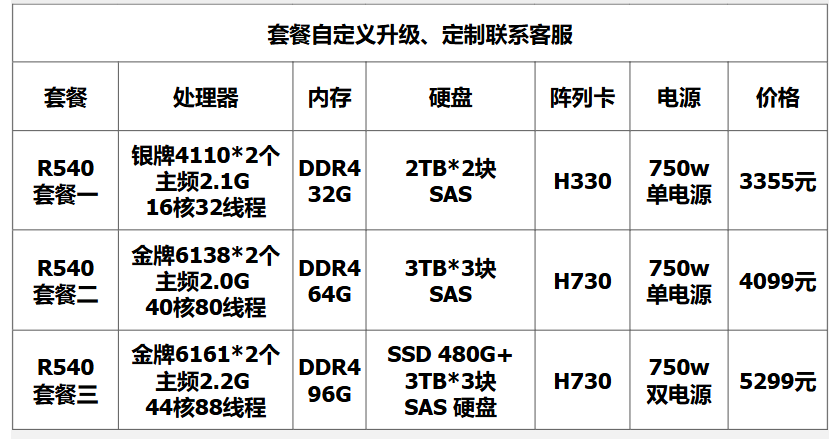 套餐自定义升级、定制联系客服
套餐 处理器 内存 硬盘 阵列卡 电源 价格
R540
套餐一
银牌4110*2个
主频2.1G
16核32线程
DDR4
32G
2TB*2块
SAS
H330
750w
单电源
3355元
R540
套餐二
金牌6138*2个
主频2.0G
40核80线程
DDR4
64G
3TB*3块
SAS
H730
750w
单电源
4099元
R540
套餐三
金牌6161*2个
主频2.2G
44核88线程
DDR4
96G
SSD 480G+
3TB*3块
SAS 硬盘
H730
750w
双电源
5299元